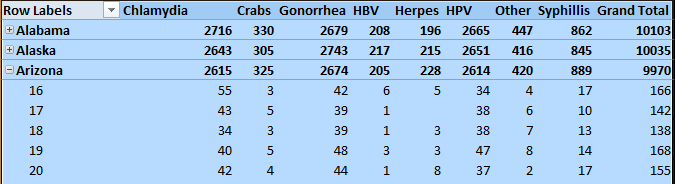 Row Labels Chlamydia Crabs Gonorrhea HBV Herpes HPV Other Syphillis Grand Total
Alabama 2716 330 2679 208 196 2665 447 862 10103
Alaska 2643 305 2743 217 215 2651 416 845 10035
Arizona 2615 325 2674 205 228 2614 420 889 9970
16 55 3 42 6 5 34 4 17 166
17 43 5 39 1 38 6 10 142
18 34 3 39 1 3 38 7 13 138
19 40 5 48 3 3 47 8 14 168
20 42 4 44 1 8 37 2 17 155